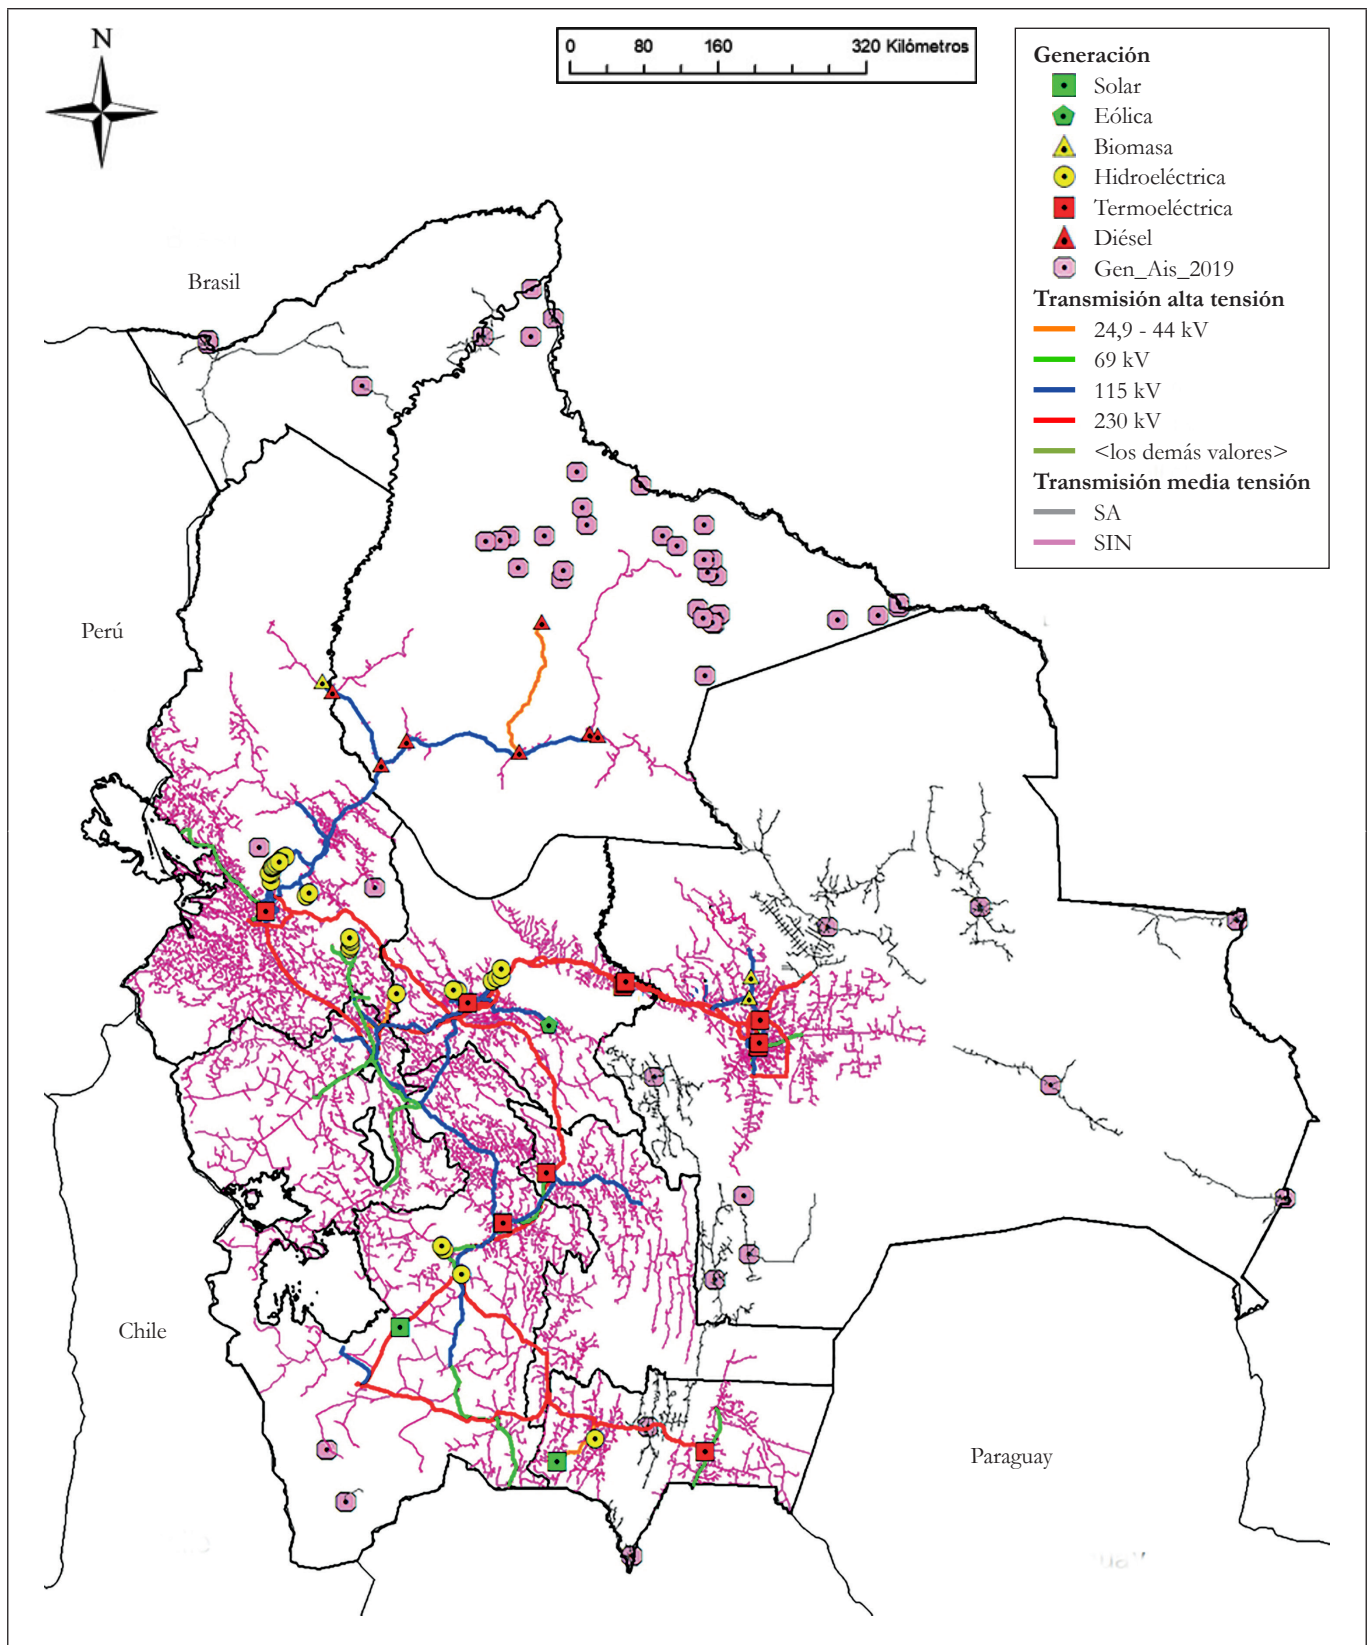 N
0 80 160 320 Kilómetros
Generación
Solar
Eólica
Biomasa
Hidroeléctrica
Termoeléctrica
Diésel
Gen_Ais_2019
Transmisión alta tensión
24,9 - 44 kV
69 kV
115 kV
230 kV
<los demás valores>
Transmisión media tensión
SA
SIN
Brasil
Perú
Chile
Paraguay